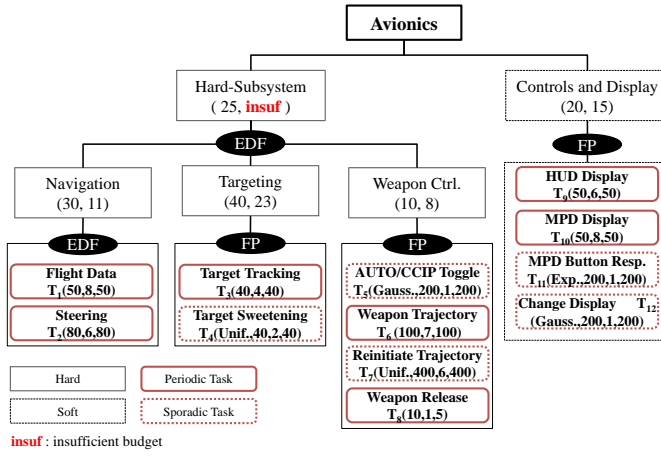 Avionics
Hard-Subsystem
( 25, insuf )
Controls and Display
(20, 15)
EDF
FP
Navigation
(30, 11)
Targeting
(40, 23)
Weapon Ctrl.
(10, 8)
EDF
FP
FP
Flight Data
T1(50,8,50)
Steering
T2(80,6,80)
Target Tracking
T3(40,4,40)
Target Sweetening
T4(Unif.,40,2,40)
AUTO/CCIP Toggle
T5(Gauss.,200,1,200)
Weapon Trajectory
T6(100,7,100)
Reinitiate Trajectory
T7(Unif.,400,6,400)
Weapon Release
T8(10,1,5)
HUD Display
T9(50,6,50)
MPD Display
T10(50,8,50)
MPD Button Resp.
T11(Exp.,200,1,200)
Change Display T12
(Gauss.,200,1,200)
Hard
Periodic Task
Soft
Sporadic Task
insuf : insufficient budget